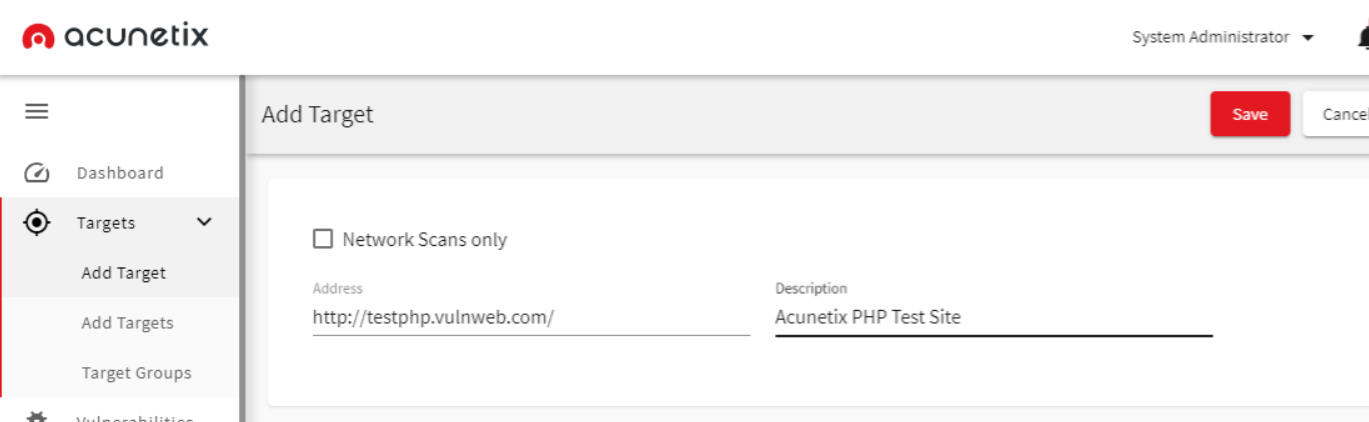 acunetix
System Administrator
Add Target
Save
Cancel
Dashboard
Targets
Add Target
Add Targets
Target Groups
Vulnerabilities
Network Scans only
Address
http://testphp.vulnweb.com/
Description
Acunetix PHP Test Site